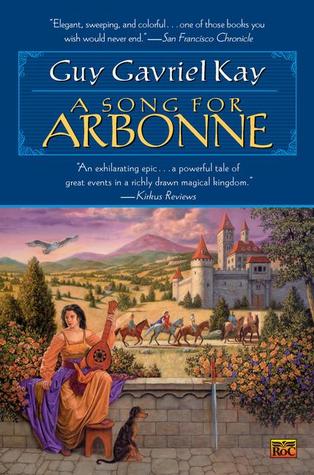 "Elegant, sweeping, and colorful...one of those books you
wish would never end."—San Francisco Chronicle
Guy Gavriel Kay
A SONG FOR
ARBONNE
"An exhilarating epic...a powerful tale of
great events in a richly drawn magical kingdom."
—Kirkus Reviews
ROC